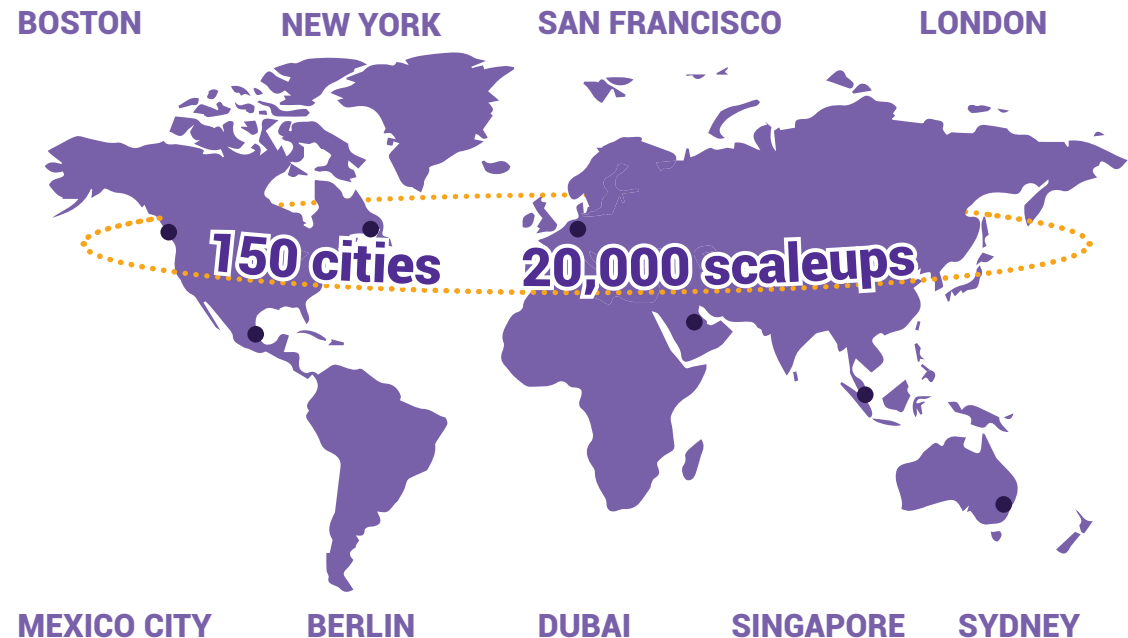 BOSTON NEW YORK SAN FRANCISCO LONDON
150 cities 20,000 scaleups
MEXICO CITY BERLIN DUBAI SINGAPORE SYDNEY